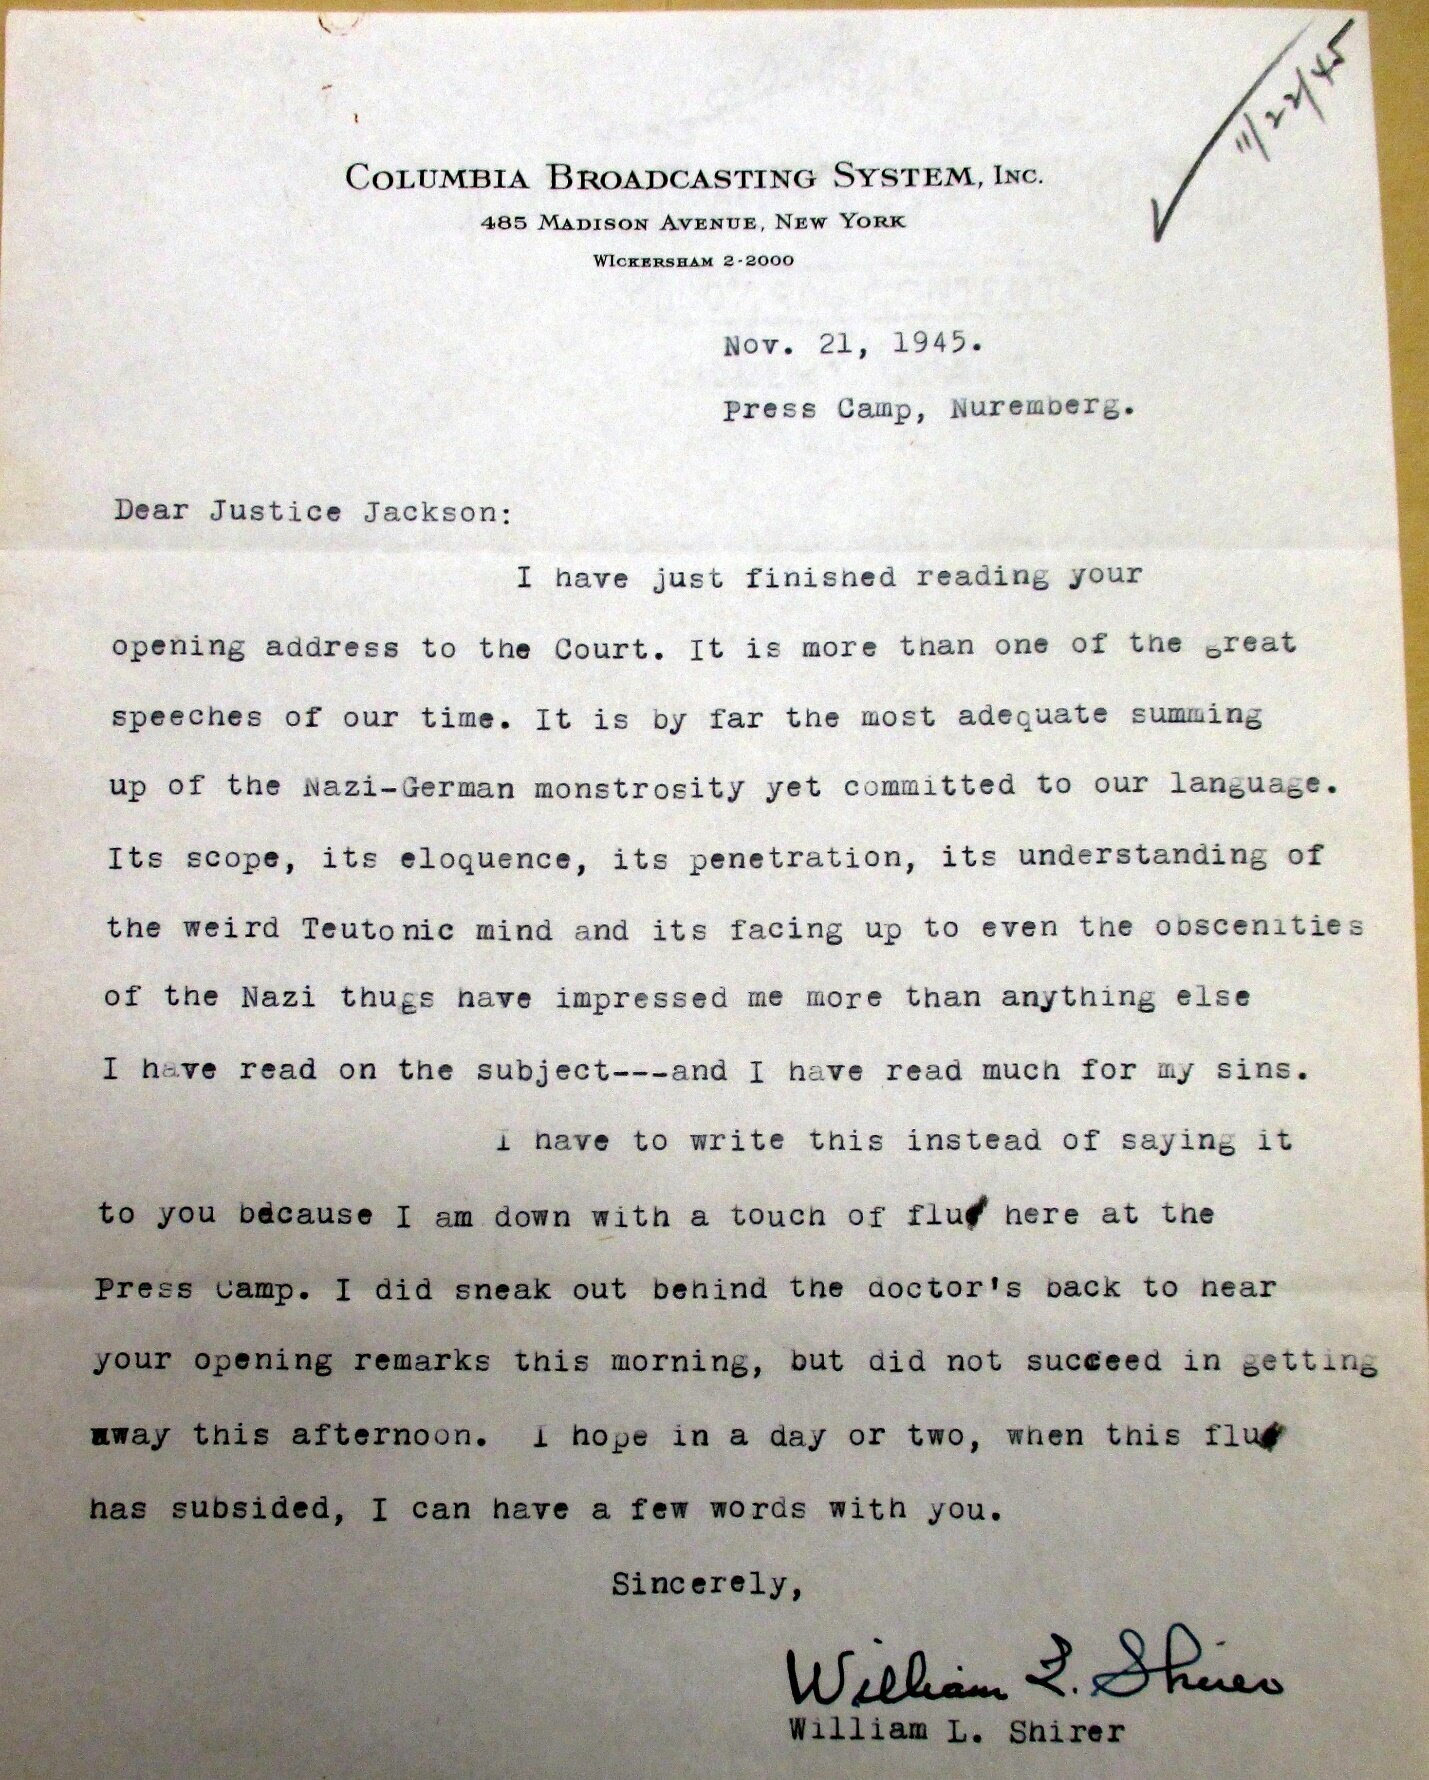 11/22/45
COLUMBIA BROADCASTING SYSTEM, INC.
485 MADISON AVENUE, NEW YORK
WICKERSHAM 2-2000
Nov. 21, 1945.
Press Camp, Nuremberg.
Dear Justice Jackson:
I have just finished reading your
opening address to the Court. It is more than one of the great
speeches of our time. It is by far the most adequate summing
up of the Nazi-German monstrosity yet committed to our language.
Its scope, its eloquence, its penetration, its understanding of
the weird Teutonic mind and its facing up to even the obscenities
of the Nazi thugs have impressed me more than anything else
I have read on the subject---and I have read much for my sins.
I have to write this instead of saying it
to you because I am down with a touch of flu here at the
Press Camp. I did sneak out behind the doctor's back to hear
your opening remarks this morning, but did not succeed in getting
away this afternoon. I hope in a day or two, when this flu
has subsided, I can have a few words with you.
Sincerely,
William L. Shirer
William L. Shirer